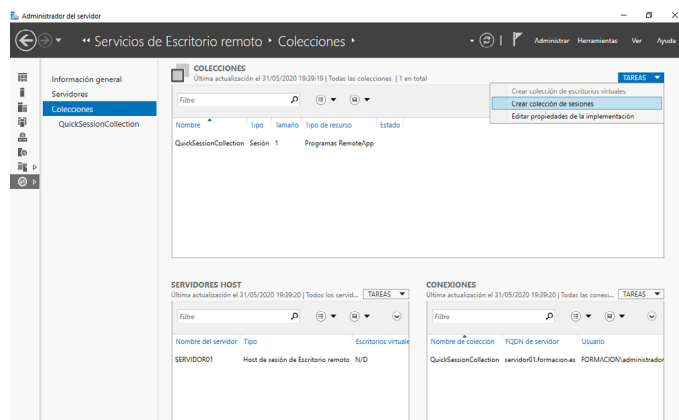 Administrador del servidor
Servicios de Escritorio remoto Colecciones
Administrar Herramientas Ver Ayuda
Información general
Servidores
Colecciones
QuickSessionCollection
COLECCIONES
Última actualización el 31/05/2020 19:39:19 | Todas las colecciones | 1 en total
TAREAS
Crear colección de escritorios virtuales
Crear colección de sesiones
Editar propiedades de la implementación
Filtro
Nombre Tipo Tamaño Tipo de recurso Estado
QuickSessionCollection Sesión 1 Programas RemoteApp
SERVIDORES HOST
Última actualización el 31/05/2020 19:39:20 | Todos los servid... TAREAS
Filtro
Nombre del servidor Tipo Escritorios virtuale
SERVIDOR01 Host de sesión de Escritorio remoto N/D
CONEXIONES
Última actualización el 31/05/2020 19:39:20 | Todas las conexi... TAREAS
Filtro
Nombre de colección FQDN de servidor Usuario
QuickSessionCollection servidor01.formacion.es FORMACION\administrador